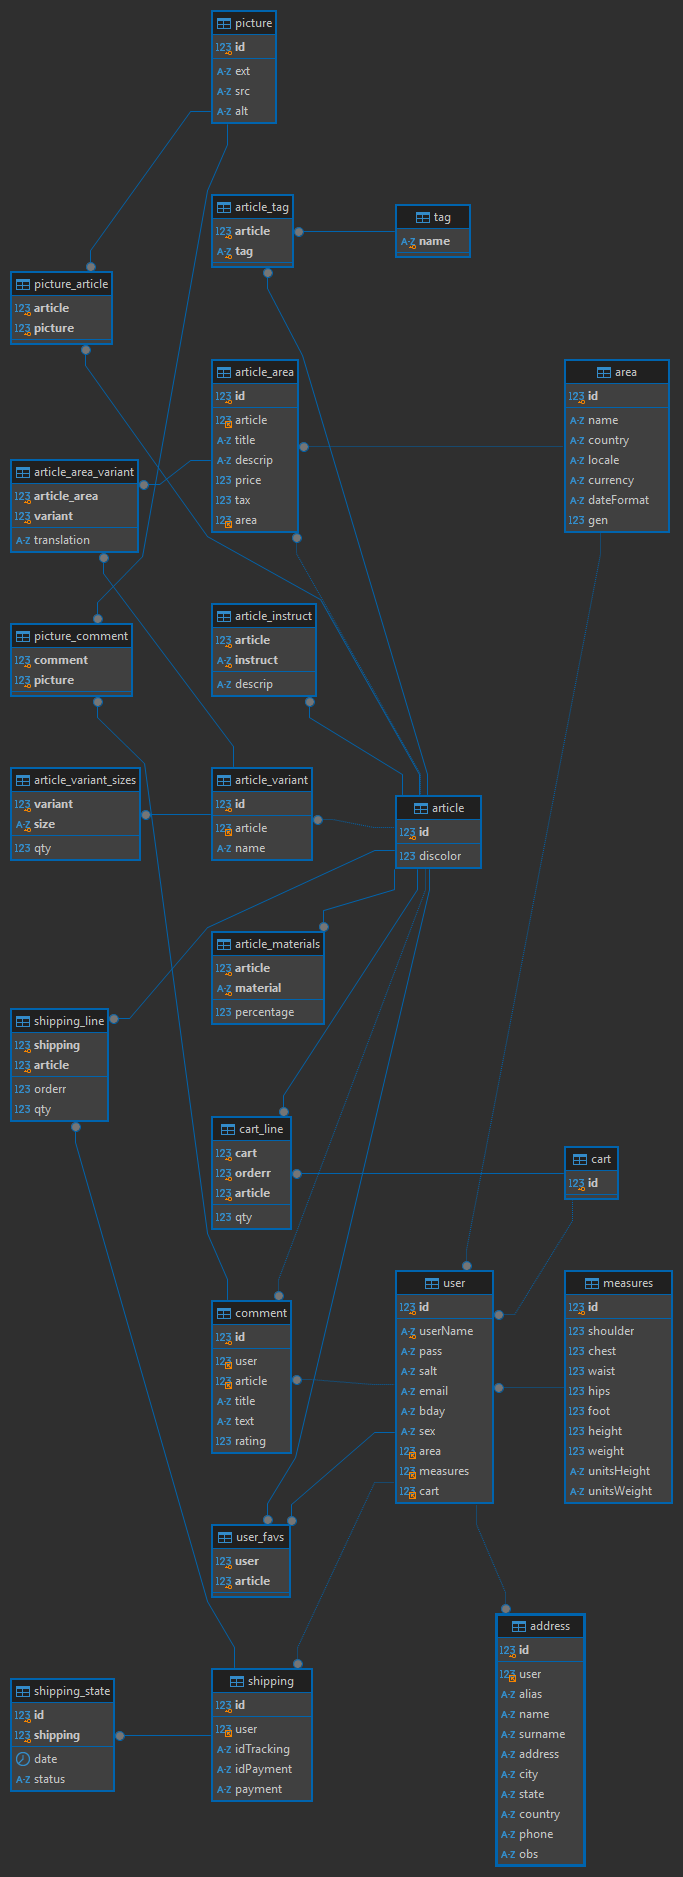 picture
123 id
A-Z ext
A-Z src
A-Z alt
article_tag
123 article
A-Z tag
tag
A-Z name
picture_article
123 article
123 picture
article_area
123 id
123 article
A-Z title
A-Z descrip
123 price
123 tax
123 area
area
123 id
A-Z name
A-Z country
A-Z locale
A-Z currency
A-Z dateFormat
123 gen
article_area_variant
123 article_area
123 variant
A-Z translation
article_instruct
123 article
A-Z instruct
A-Z descrip
picture_comment
123 comment
123 picture
article_variant_sizes
123 variant
A-Z size
123 qty
article_variant
123 id
123 article
A-Z name
article
123 id
123 discolor
article_materials
123 article
A-Z material
123 percentage
shipping_line
123 shipping
123 article
123 orderr
123 qty
cart_line
123 cart
123 orderr
123 article
123 qty
cart
123 id
comment
123 id
123 user
123 article
A-Z title
A-Z text
123 rating
user
123 id
A-Z userName
A-Z pass
A-Z salt
A-Z email
A-Z bday
A-Z sex
123 area
123 measures
123 cart
measures
123 id
123 shoulder
123 chest
123 waist
123 hips
123 foot
123 height
123 weight
A-Z unitsHeight
A-Z unitsWeight
user_favs
123 user
123 article
address
123 id
123 user
A-Z alias
A-Z name
A-Z surname
A-Z address
A-Z city
A-Z state
A-Z country
A-Z phone
A-Z obs
shipping_state
123 id
123 shipping
date
A-Z status
shipping
123 id
123 user
A-Z idTracking
A-Z idPayment
A-Z payment